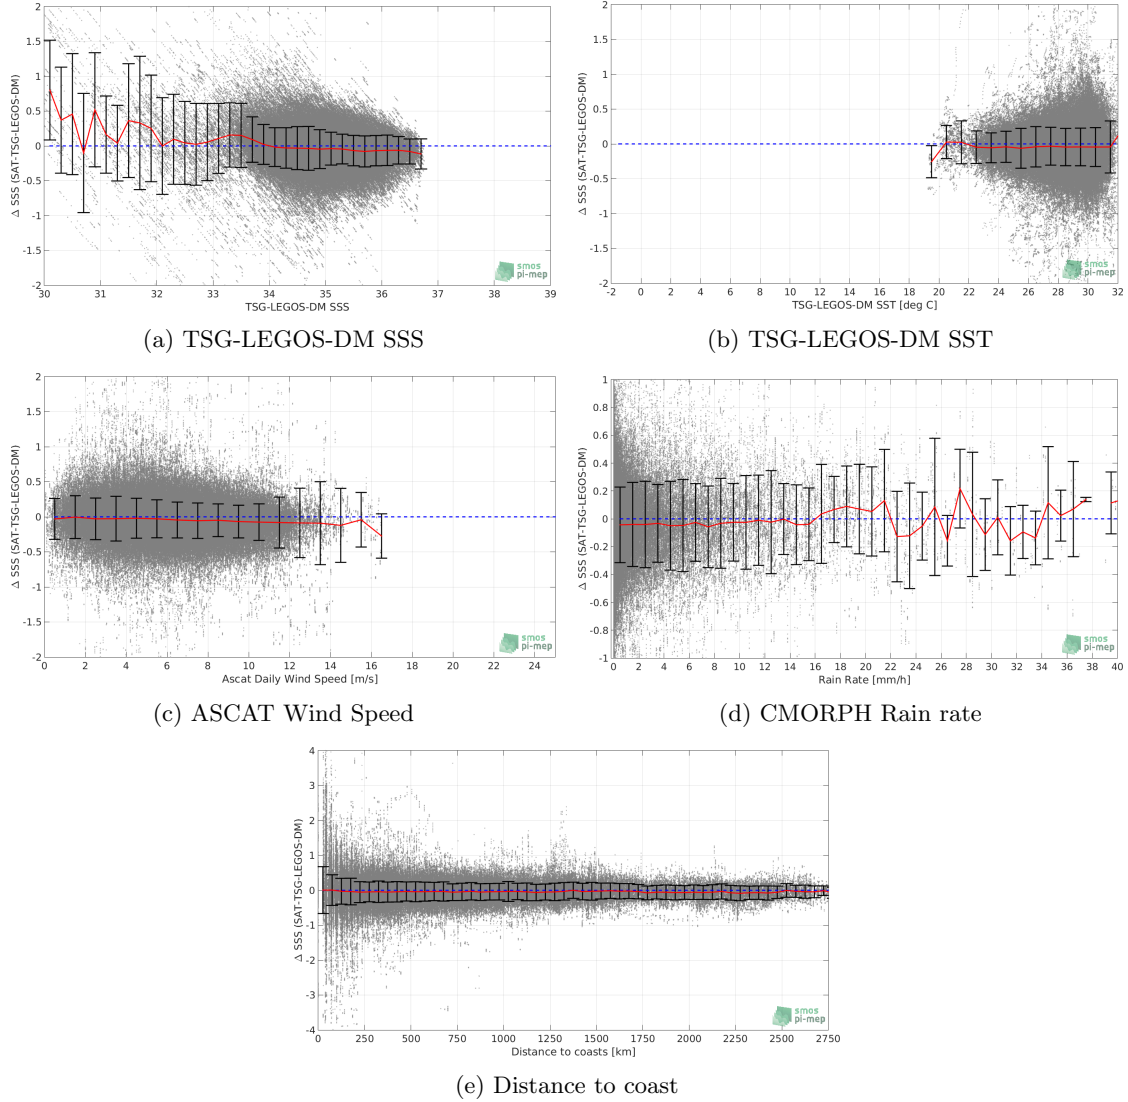 2
1.5
1
0.5
0
-0.5
-1
-1.5
-2
Δ SSS (SAT-TSG-LEGOS-DM)
30 31 32 33 34 35 36 37 38 39
TSG-LEGOS-DM SSS
smos
pi-mep
(a) TSG-LEGOS-DM SSS
2
1.5
1
0.5
0
-0.5
-1
-1.5
-2
Δ SSS (SAT-TSG-LEGOS-DM)
-2 0 2 4 6 8 10 12 14 16 18 20 22 24 26 28 30 32
TSG-LEGOS-DM SST [deg C]
smos
pi-mep
(b) TSG-LEGOS-DM SST
2
1.5
1
0.5
0
-0.5
-1
-1.5
-2
Δ SSS (SAT-TSG-LEGOS-DM)
0 2 4 6 8 10 12 14 16 18 20 22 24
Ascat Daily Wind Speed [m/s]
smos
pi-mep
(c) ASCAT Wind Speed
1
0.8
0.6
0.4
0.2
0
-0.2
-0.4
-0.6
-0.8
-1
Δ SSS (SAT-TSG-LEGOS-DM)
0 2 4 6 8 10 12 14 16 18 20 22 24 26 28 30 32 34 36 38 40
Rain Rate [mm/h]
smos
pi-mep
(d) CMORPH Rain rate
4
3
2
1
0
-1
-2
-3
-4
Δ SSS (SAT-TSG-LEGOS-DM)
0 250 500 750 1000 1250 1500 1750 2000 2250 2500 2750
Distance to coasts [km]
smos
pi-mep
(e) Distance to coast